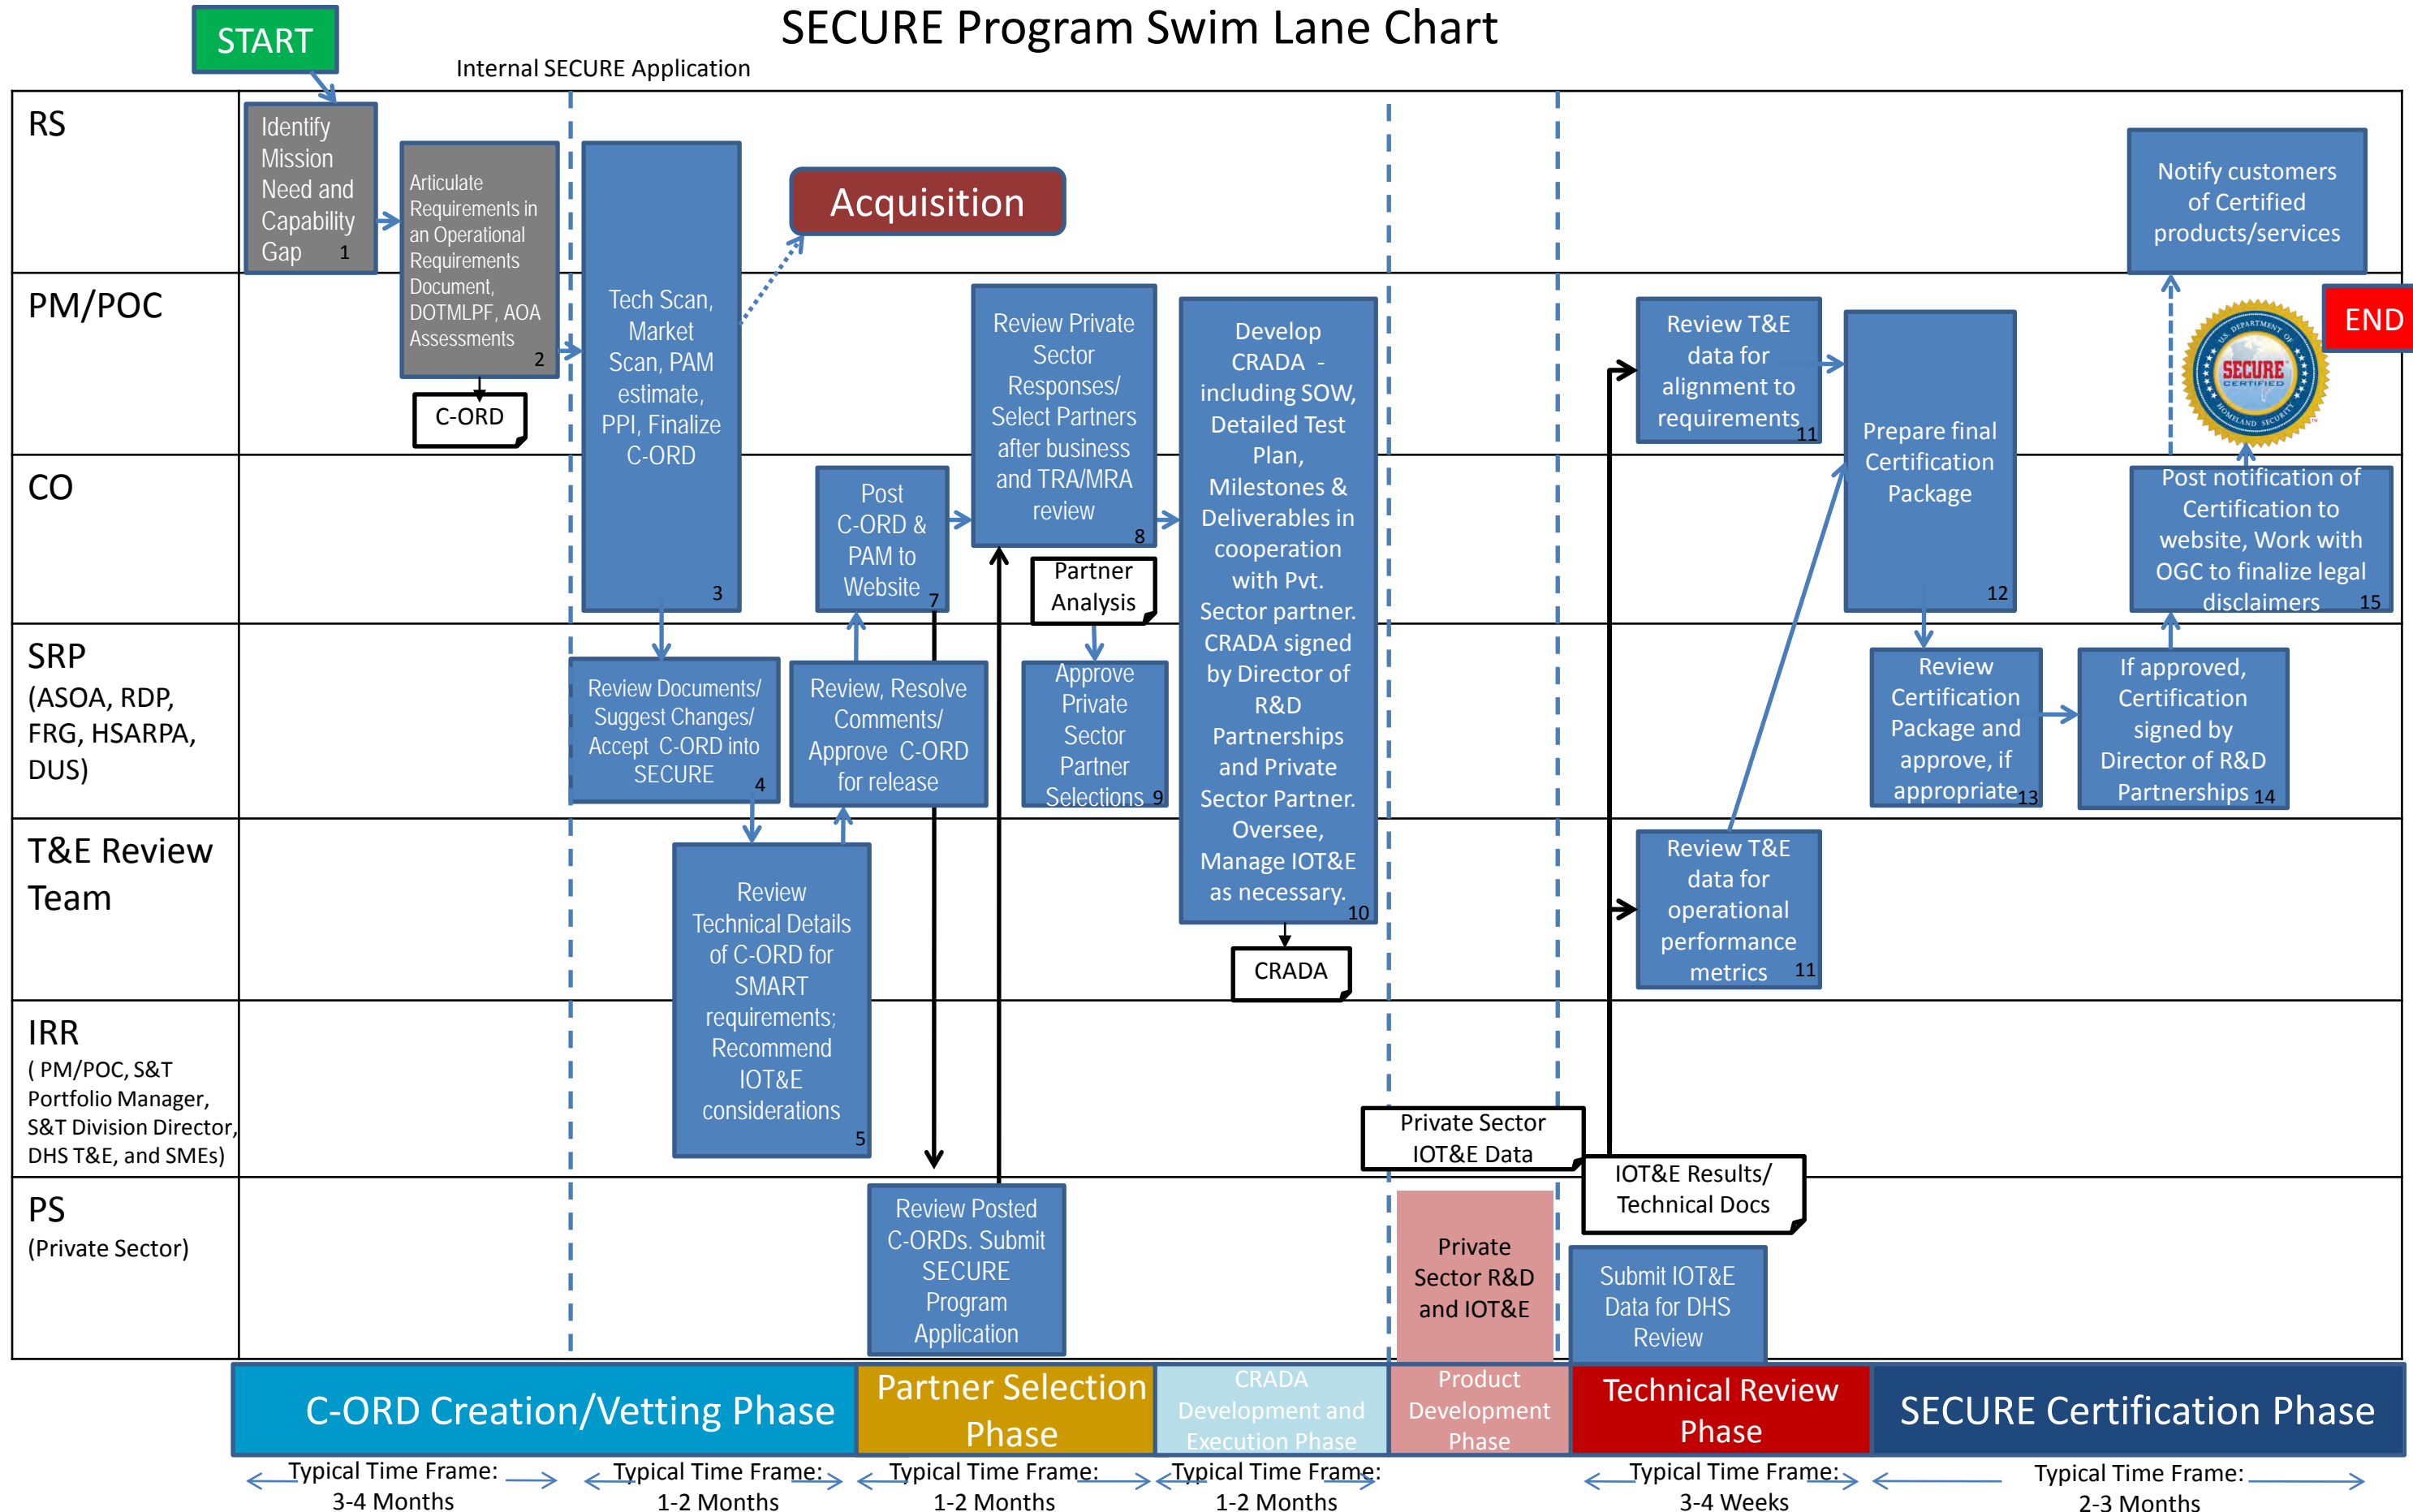 SECURE Program Swim Lane Chart
START
Internal SECURE Application
RS
Identify
Mission
Need and
Capability
Gap 1
Articulate
Requirements in
an Operational
Requirements
Document,
DOTMLPF, AOA
Assessments
2
C-ORD
Tech Scan,
Market
Scan, PAM
estimate,
PPI, Finalize
C-ORD
3
Acquisition
Notify customers
of Certified
products/services
PM/POC
Review Private
Sector
Responses/
Select Partners
after business
and TRA/MRA
review
8
Develop
CRADA -
including SOW,
Detailed Test
Plan,
Milestones &
Deliverables in
cooperation
with Pvt.
Sector partner.
CRADA signed
by Director of
R&D
Partnerships
and Private
Sector Partner.
Oversee,
Manage IOT&E
as necessary.
10
CRADA
Review T&E
data for
alignment to
requirements
11
Prepare final
Certification
Package
12
U.S. DEPARTMENT OF
SECURE
CERTIFIED
HOMELAND SECURITY
TM
END
CO
Post
C-ORD &
PAM to
Website
7
Partner
Analysis
Post notification of
Certification to
website, Work with
OGC to finalize legal
disclaimers 15
SRP
(ASOA, RDP,
FRG, HSARPA,
DUS)
Review Documents/
Suggest Changes/
Accept C-ORD into
SECURE
4
Review, Resolve
Comments/
Approve C-ORD
for release
Approve
Private
Sector
Partner
Selections 9
Review
Certification
Package and
approve, if
appropriate 13
If approved,
Certification
signed by
Director of R&D
Partnerships 14
T&E Review
Team
Review
Technical Details
of C-ORD for
SMART
requirements;
Recommend
IOT&E
considerations
5
Review T&E
data for
operational
performance
metrics 11
IRR
( PM/POC, S&T
Portfolio Manager,
S&T Division Director,
DHS T&E, and SMEs)
Private Sector
IOT&E Data
IOT&E Results/
Technical Docs
PS
(Private Sector)
Review Posted
C-ORDs. Submit
SECURE
Program
Application
Private
Sector R&D
and IOT&E
Submit IOT&E
Data for DHS
Review
C-ORD Creation/Vetting Phase
Partner Selection
Phase
CRADA
Development and
Execution Phase
Product
Development
Phase
Technical Review
Phase
SECURE Certification Phase
Typical Time Frame:
3-4 Months
Typical Time Frame:
1-2 Months
Typical Time Frame:
1-2 Months
Typical Time Frame:
1-2 Months
Typical Time Frame:
3-4 Weeks
Typical Time Frame:
2-3 Months